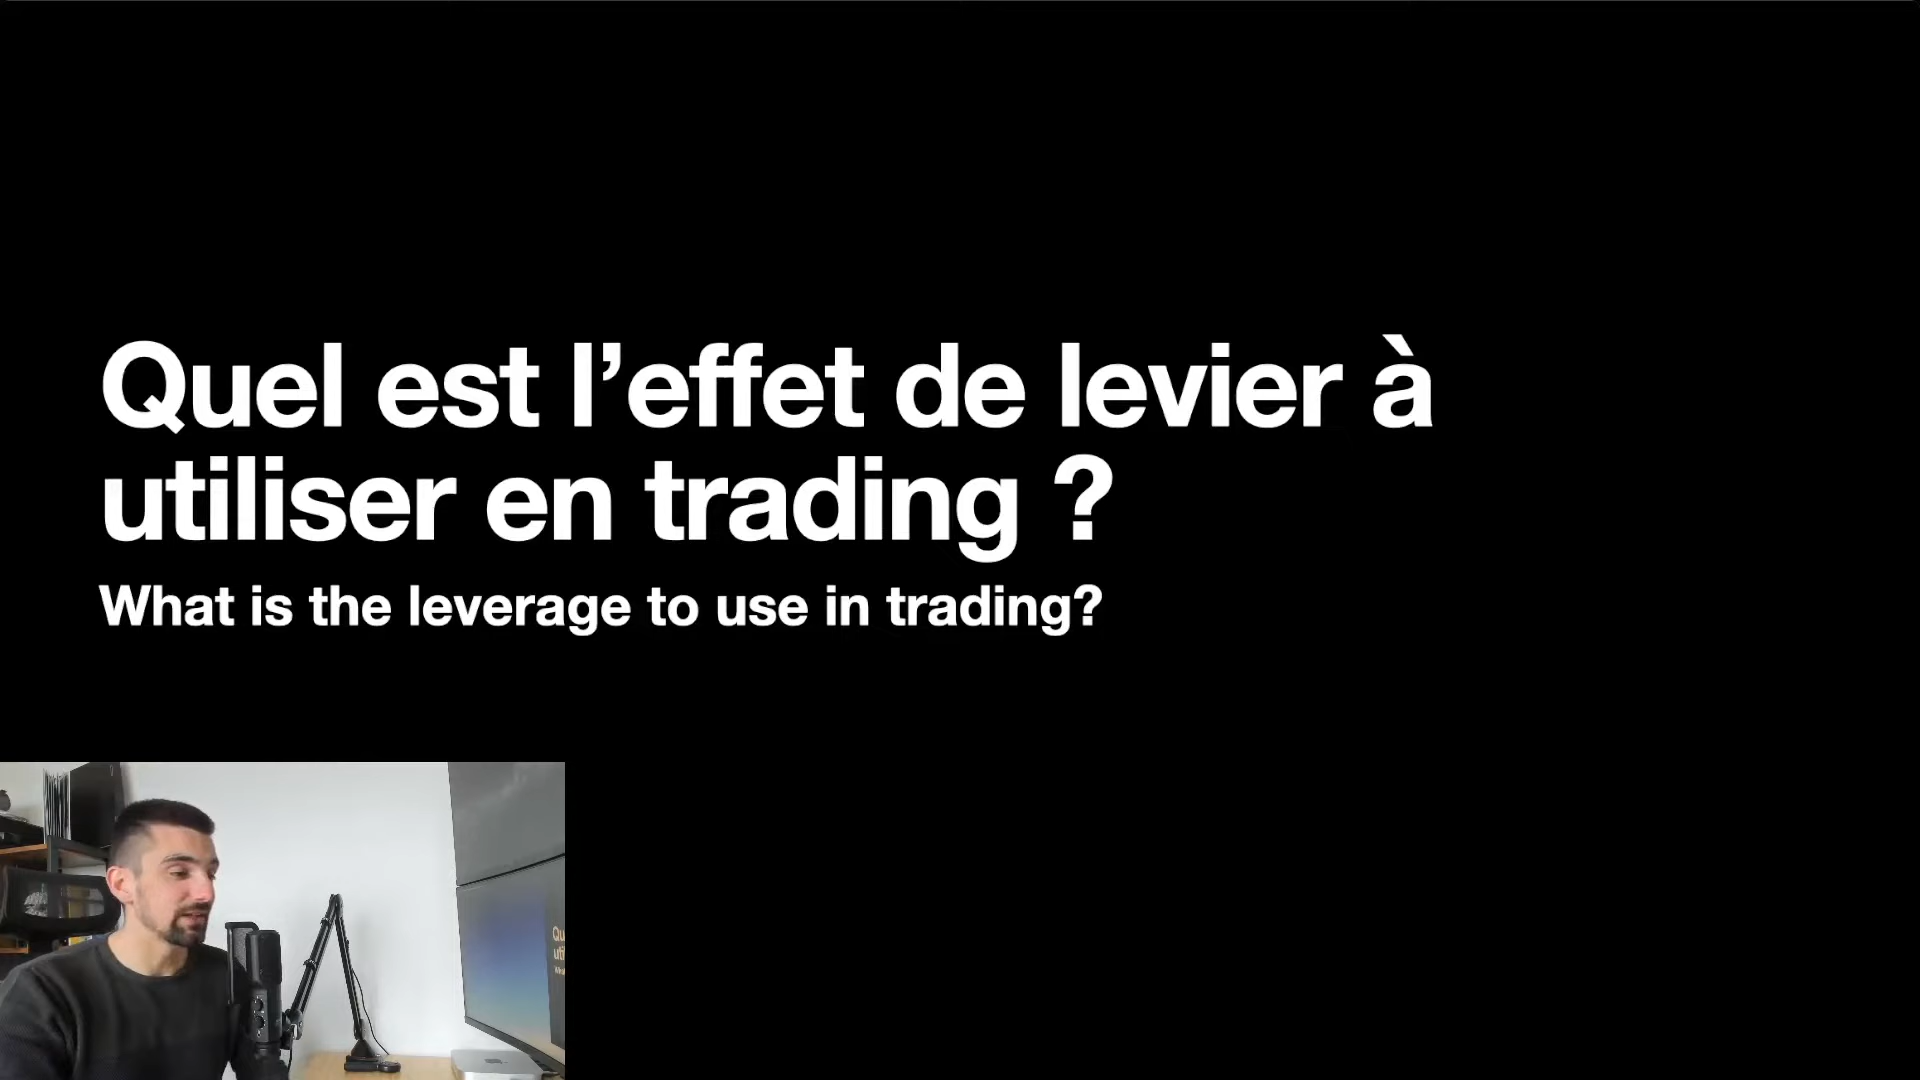 Quel est l’effet de levier à
utiliser en trading ?
What is the leverage to use in trading?